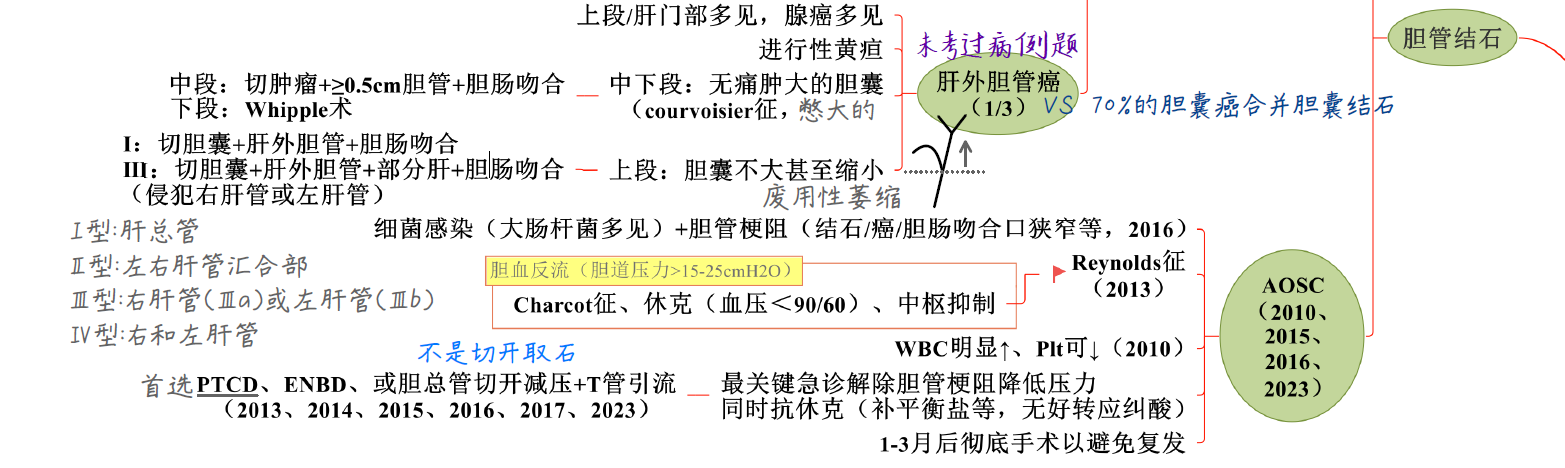 上段/肝门部多见，腺癌多见
进行性黄疸
未考过病例题
肝外胆管癌
（1/3）
VS 70%的胆囊癌合并胆囊结石
胆管结石
中段：切肿瘤+≥0.5cm胆管+胆肠吻合
下段：Whipple术
中下段：无痛肿大的胆囊
（courvoisier征，憋大的
I：切胆囊+肝外胆管+胆肠吻合
III：切胆囊+肝外胆管+部分肝+胆肠吻合
（侵犯右肝管或左肝管）
上段：胆囊不大甚至缩小
废用性萎缩
I型:肝总管
II型:左右肝管汇合部
III型:右肝管(IIIa)或左肝管(IIIb)
IV型:右和左肝管
细菌感染（大肠杆菌多见）+胆管梗阻（结石/癌/胆肠吻合口狭窄等，2016）
胆血反流（胆道压力>15-25cmH2O）
Charcot征、休克（血压＜90/60）、中枢抑制
Reynolds征
（2013）
AOSC
（2010、
2015、
2016、
2023）
WBC明显↑、Plt可↓（2010）
不是切开取石
首选PTCD、ENBD、或胆总管切开减压+T管引流
（2013、2014、2015、2016、2017、2023）
最关键急诊解除胆管梗阻降低压力
同时抗休克（补平衡盐等，无好转应纠酸）
1-3月后彻底手术以避免复发